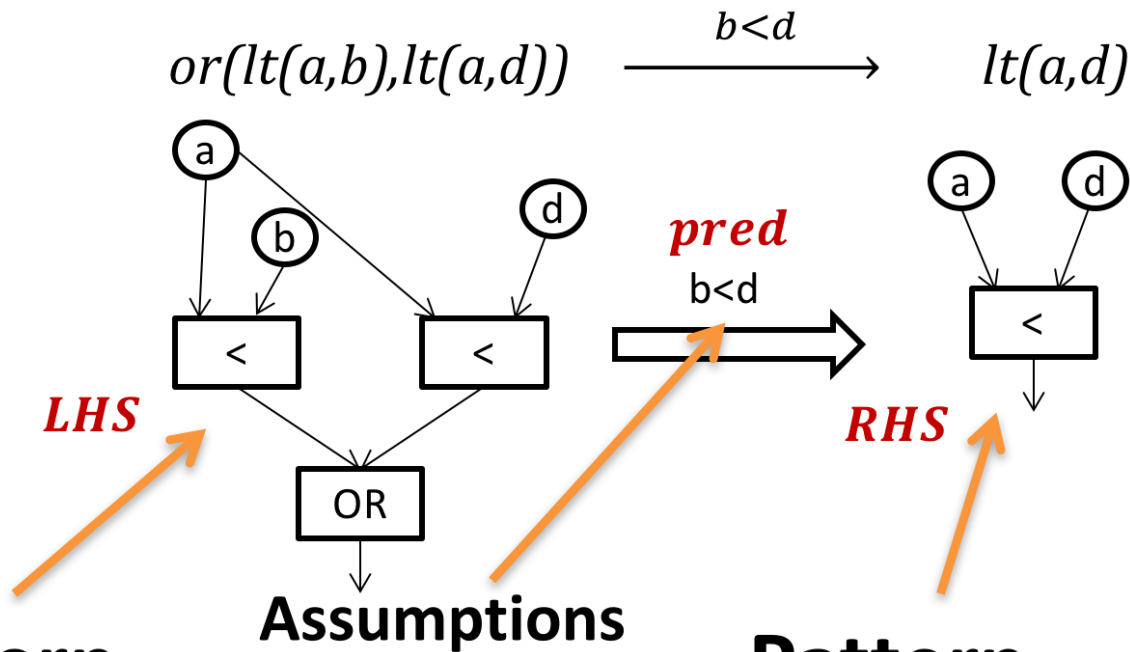 b<d
or(lt(a,b),lt(a,d))
lt(a,d)
a
b
d
a
d
pred
b<d
<
<
<
LHS
RHS
OR
Assumptions